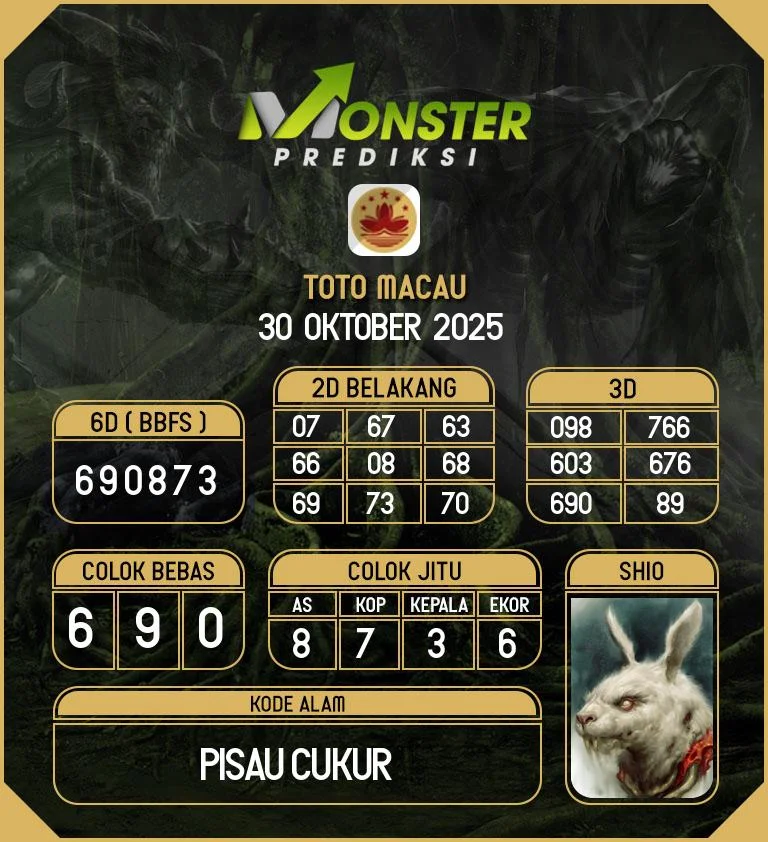 MONSTER
PREDIKSI
TOTO MACAU
30 OKTOBER 2025
6D ( BBFS )
690873
2D BELAKANG
07 67 63
66 08 68
69 73 70
3D
098 766
603 676
690 89
COLOK BEBAS
6 9 0
COLOK JITU
AS KOP KEPALA EKOR
8 7 3 6
SHIO
KODE ALAM
PISAU CUKUR